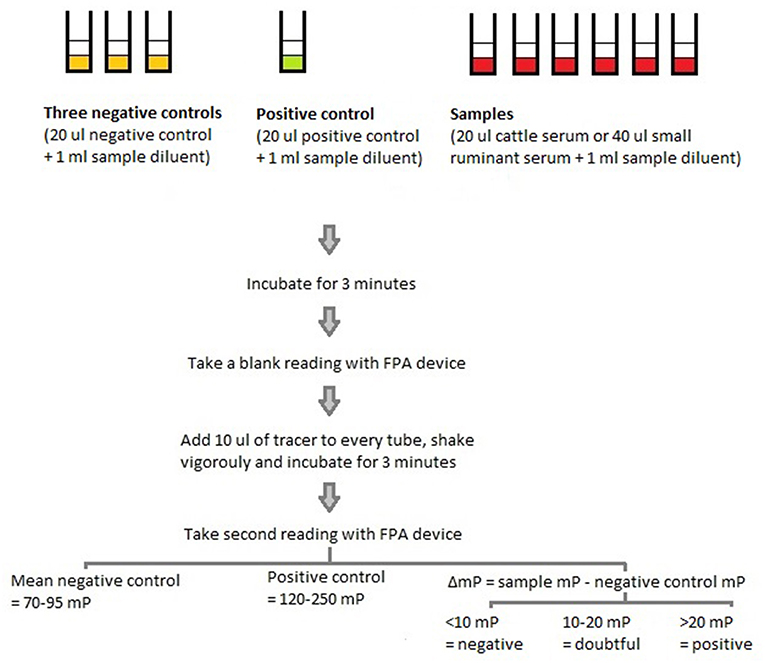 Three negative controls
(20 ul negative control
+ 1 ml sample diluent)
Positive control
(20 ul positive control
+ 1 ml sample diluent)
Samples
(20 ul cattle serum or 40 ul small
ruminant serum + 1 ml sample diluent)
Incubate for 3 minutes
Take a blank reading with FPA device
Add 10 ul of tracer to every tube, shake
vigorouly and incubate for 3 minutes
Take second reading with FPA device
Mean negative control
= 70-95 mP
Positive control
= 120-250 mP
ΔmP = sample mP - negative control mP
<10 mP
= negative
10-20 mP
= doubtful
>20 mP
= positive